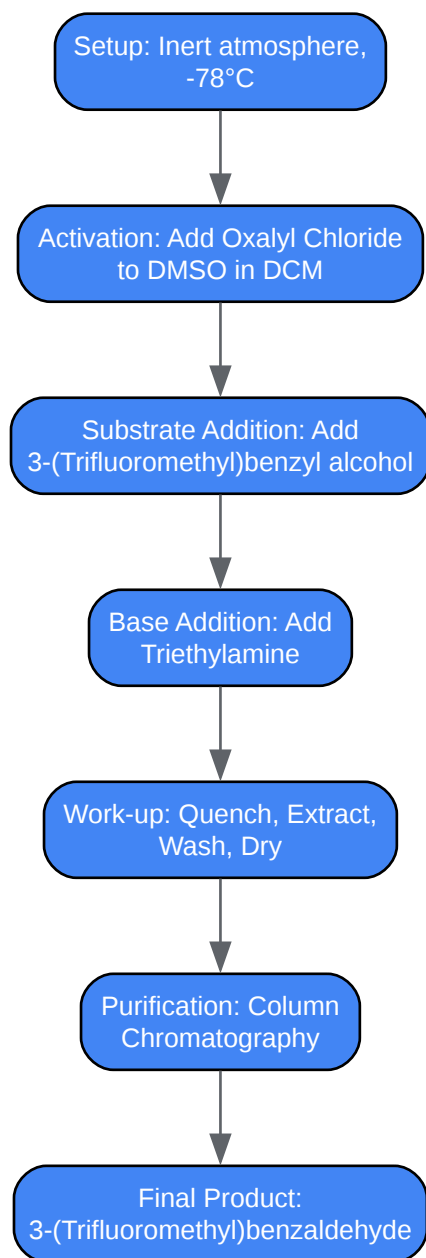 Setup: Inert atmosphere,
-78°C
Activation: Add Oxalyl Chloride
to DMSO in DCM
Substrate Addition: Add
3-(Trifluoromethyl)benzyl alcohol
Base Addition: Add
Triethylamine
Work-up: Quench, Extract,
Wash, Dry
Purification: Column
Chromatography
Final Product:
3-(Trifluoromethyl)benzaldehyde